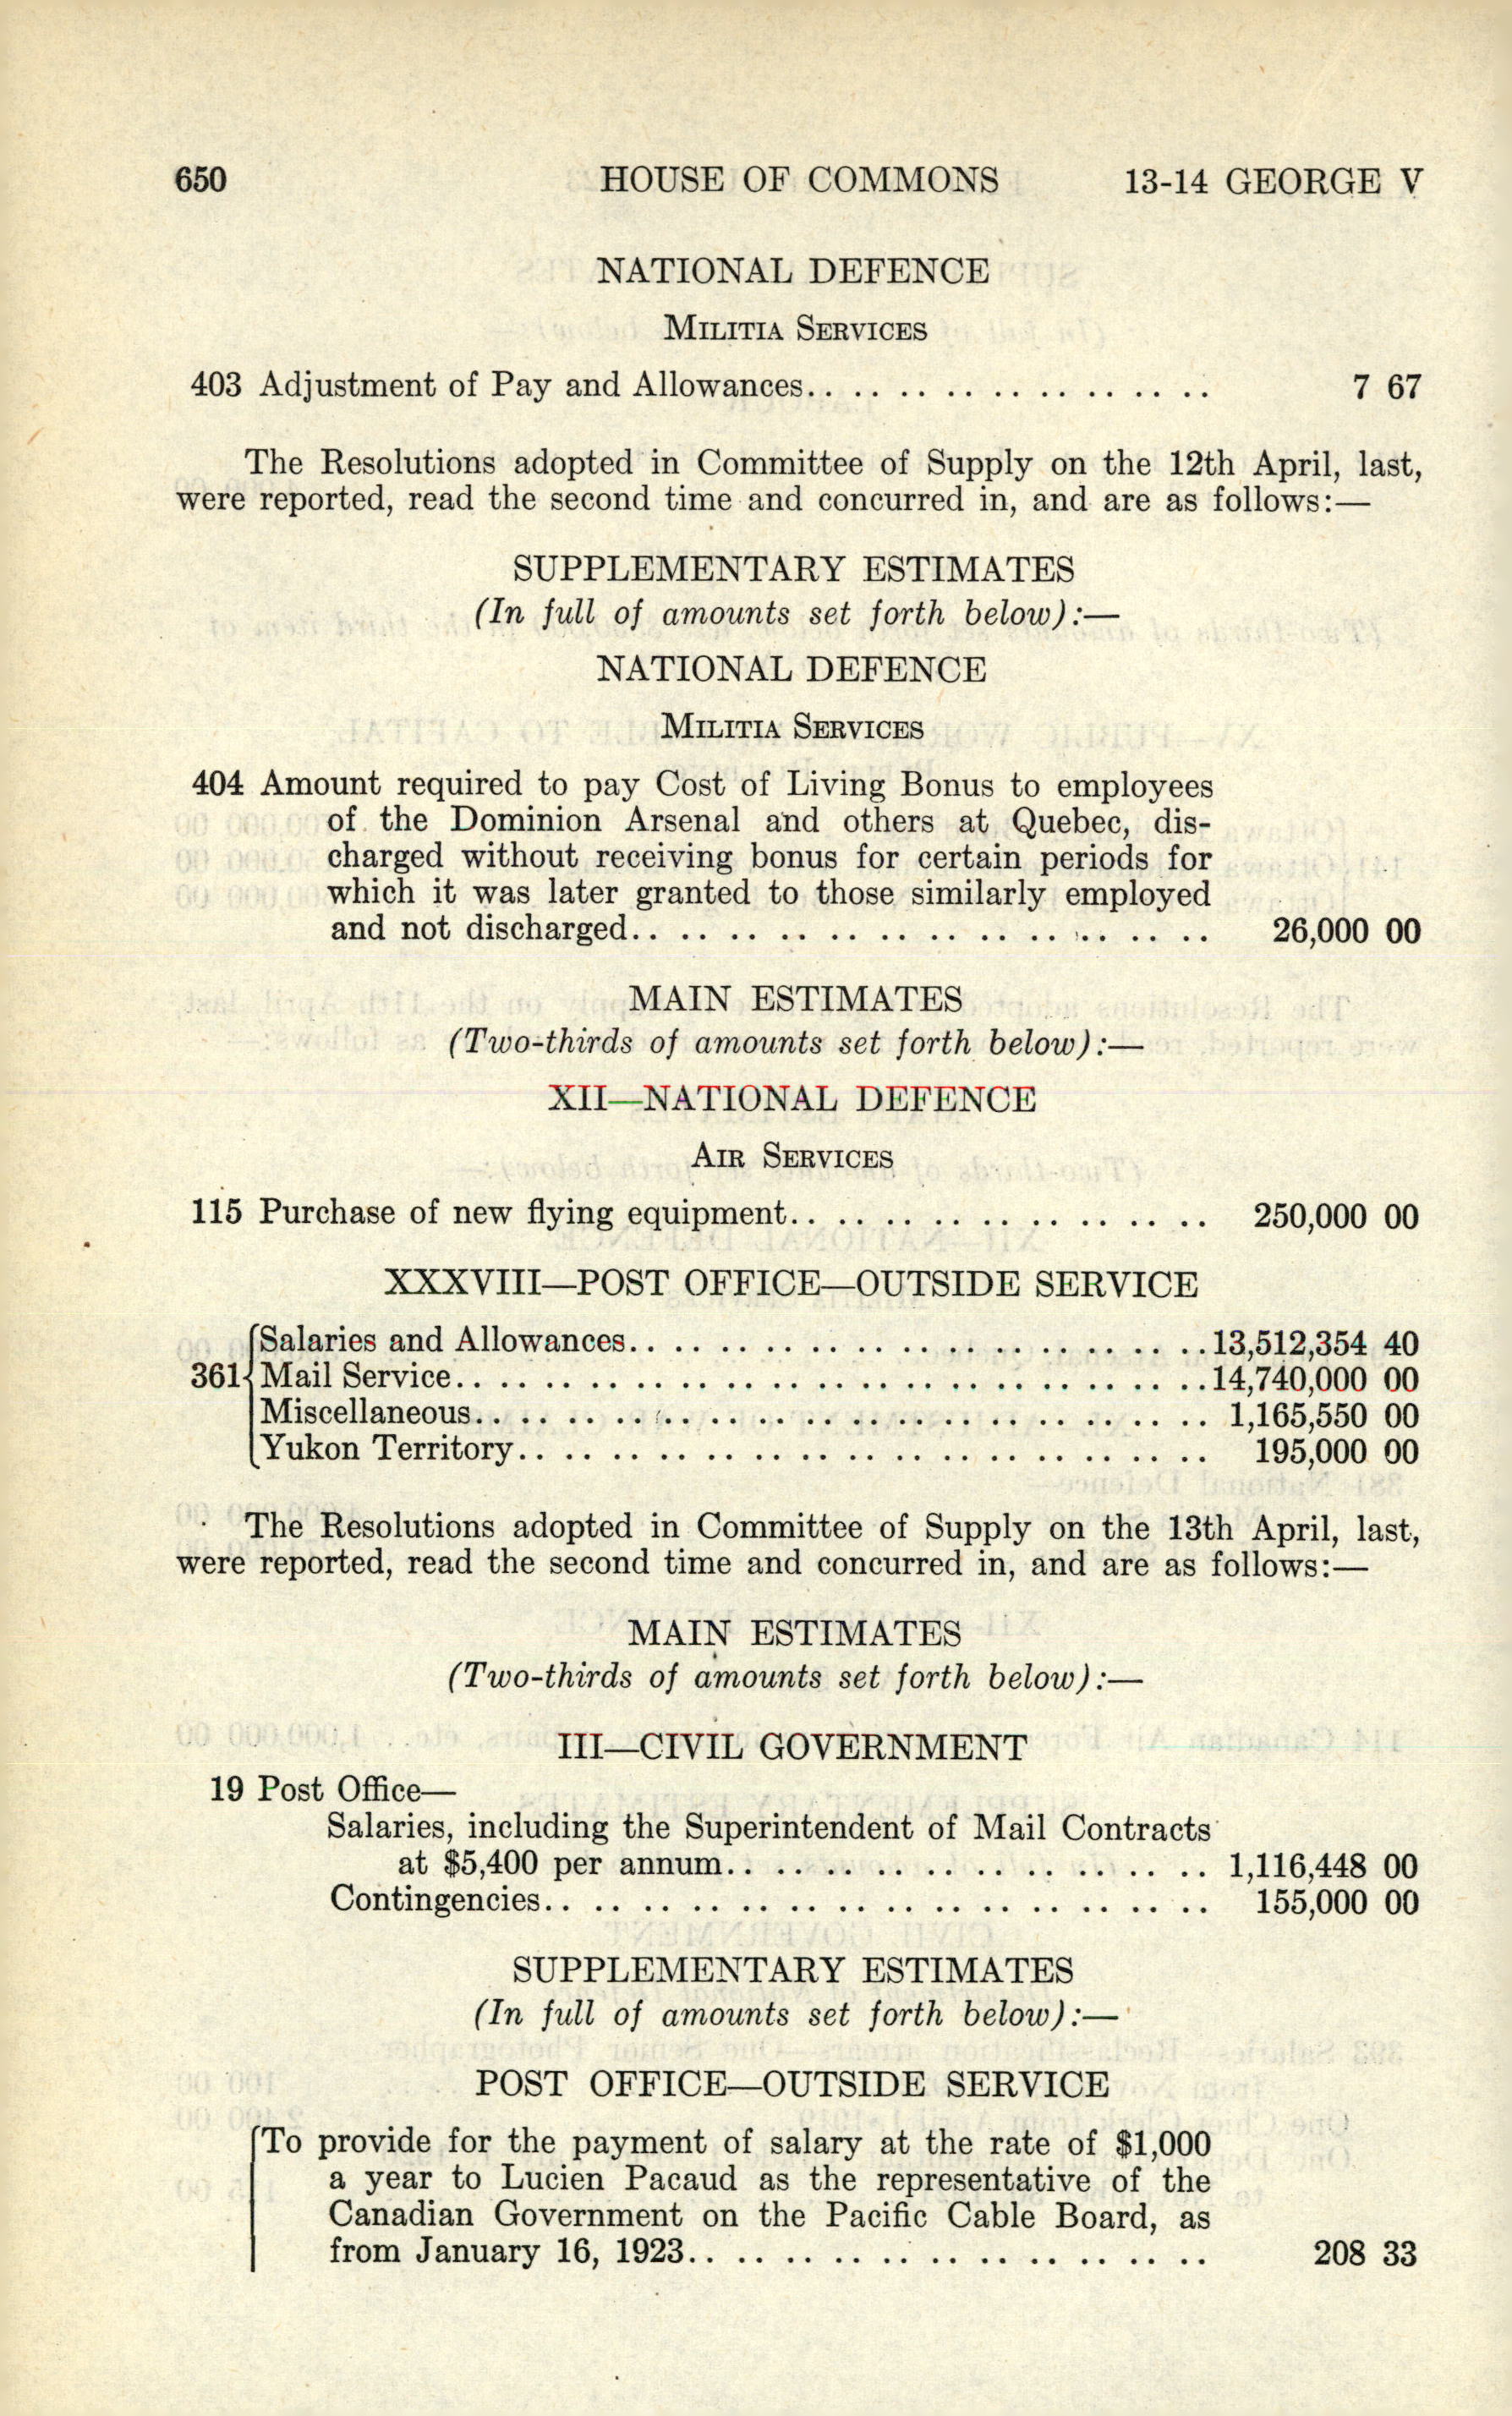 650 HOUSE OF COMMONS 13-14 GEORGE V
NATIONAL DEFENCE
MILITIA SERVICES
403 Adjustment of Pay and Allowances. . . . . . . . . . . . . . . . . . 7 67
The Resolutions adopted in Committee of Supply on the 12th April, last,
were reported, read the second time and concurred in, and are as follows:—
SUPPLEMENTARY ESTIMATES
(In full of amounts set forth below):—
NATIONAL DEFENCE
MILITIA SERVICES
404 Amount required to pay Cost of Living Bonus to employees
of the Dominion Arsenal and others at Quebec, dis-
charged without receiving bonus for certain periods for
which it was later granted to those similarly employed
and not discharged. . . . . . . . . . . . . . . . . . . . . . . . 26,000 00
MAIN ESTIMATES
(Two-thirds of amounts set forth below):—
XII—NATIONAL DEFENCE
AIR SERVICES
115 Purchase of new flying equipment. . . . . . . . . . . . . . . . . . 250,000 00
XXXVIII—POST OFFICE—OUTSIDE SERVICE
Salaries and Allowances. . . . . . . . . . . . . . . . . . . . . . . . . .13,512,354 40
361 Mail Service. . . . . . . . . . . . . . . . . . . . . . . . . . . . . . . . . .14,740,000 00
Miscellaneous. . . . . . . . . . . . . . . . . . . . . . . . . . . . . . . . 1,165,550 00
Yukon Territory. . . . . . . . . . . . . . . . . . . . . . . . . . . . . . 195,000 00
The Resolutions adopted in Committee of Supply on the 13th April, last,
were reported, read the second time and concurred in, and are as follows:—
MAIN ESTIMATES
(Two-thirds of amounts set forth below):—
III—CIVIL GOVERNMENT
19 Post Office—
Salaries, including the Superintendent of Mail Contracts
at $5,400 per annum. . . . . . . . . . . . . . . . . . . . . 1,116,448 00
Contingencies. . . . . . . . . . . . . . . . . . . . . . . . . . . . 155,000 00
SUPPLEMENTARY ESTIMATES
(In full of amounts set forth below):—
POST OFFICE—OUTSIDE SERVICE
To provide for the payment of salary at the rate of $1,000
a year to Lucien Pacaud as the representative of the
Canadian Government on the Pacific Cable Board, as
from January 16, 1923. . . . . . . . . . . . . . . . . . . . . . 208 33